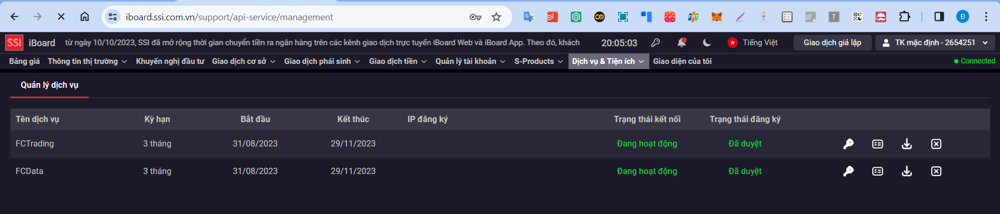 iboard.ssi.com.vn/support/api-service/management
SSI iBoard từ ngày 10/10/2023, SSI đã mở rộng thời gian chuyển tiền ra ngân hàng trên các kênh giao dịch trực tuyến iBoard Web và iBoard App. Theo đó, khách 20:05:03 Tiếng Việt Giao dịch giả lập TK mặc định - 2654251
Bảng giá Thông tin thị trường Khuyến nghị đầu tư Giao dịch cơ sở Giao dịch phái sinh Giao dịch tiền Quản lý tài khoản S-Products Dịch vụ & Tiện ích Giao diện của tôi Connected
Quản lý dịch vụ
Tên dịch vụ Kỳ hạn Bắt đầu Kết thúc IP đăng ký Trạng thái kết nối Trạng thái đăng ký
FCTrading 3 tháng 31/08/2023 29/11/2023 Đang hoạt động Đã duyệt
FCData 3 tháng 31/08/2023 29/11/2023 Đang hoạt động Đã duyệt